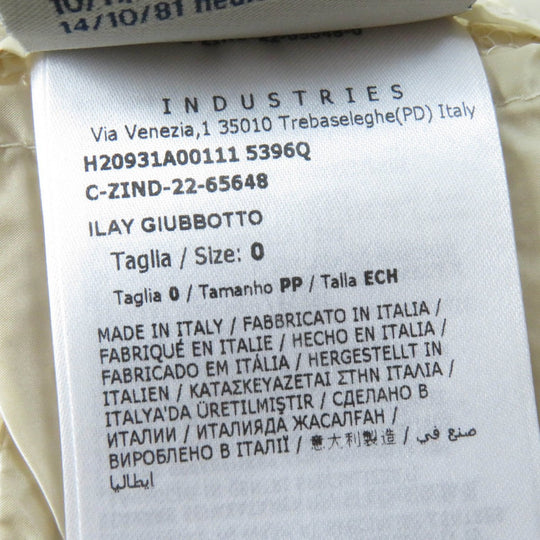 14/10/81
INDUSTRIES
Via Venezia,1 35010 Trebaseleghe(PD) Italy
H20931A00111 5396Q
C-ZIND-22-65648
ILAY GIUBBOTTO
Taglia / Size: 0
Taglia 0 / Tamanho PP / Talla ECH
MADE IN ITALY / FABBRICATO IN ITALIA /
FABRIQUÉ EN ITALIE / HECHO EN ITALIA /
FABRICADO EM ITÁLIA / HERGESTELLT IN
ITALIEN / ΚΑΤΑΣΚΕΥΑΖΕΤΑΙ ΣΤΗΝ ΙΤΑΛΙΑ /
ITALYA'DA ÜRETILMIŞTIR / СДЕЛАНО В
ИТАЛИИ / ИТАЛИЯДА ЖАСАЛҒАН /
ВИРОБЛЕНО В ІТАЛІЇ / 意大利製造 / صنع في
ايطاليا